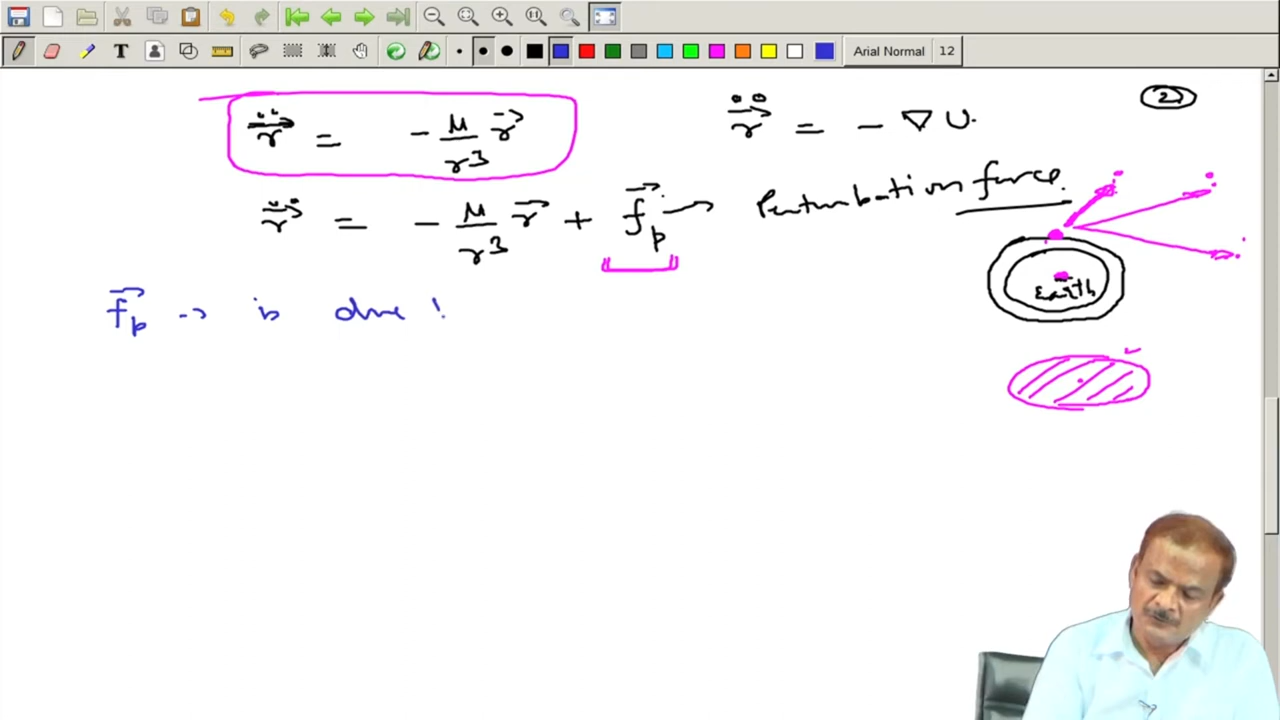 Arial Normal 12
r̈⃗ = - μ/r³ r⃗
r̈⃗ = - ∇U.
2
r̈⃗ = - μ/r³ r⃗ + f⃗p → Perturbation force.
Earth
f⃗p → is due